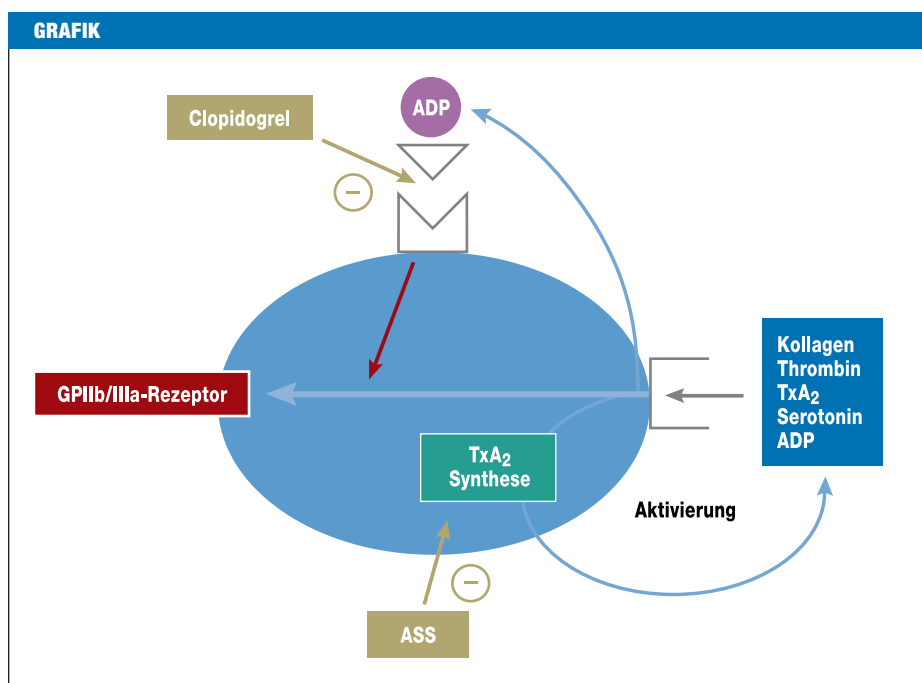 GRAFIK
ADP
Clopidogrel
−
Kollagen
Thrombin
TxA₂
Serotonin
ADP
GPIIb/IIIa-Rezeptor
TxA₂
Synthese
Aktivierung
−
ASS